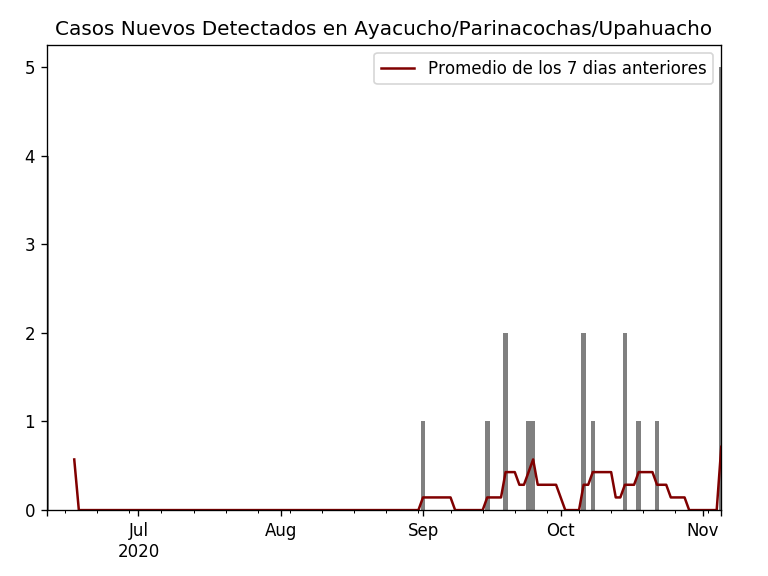 Casos Nuevos Detectados en Ayacucho/Parinacochas/Upahuacho
Promedio de los 7 dias anteriores
5
4
3
2
1
0
Jul Aug Sep Oct Nov
2020